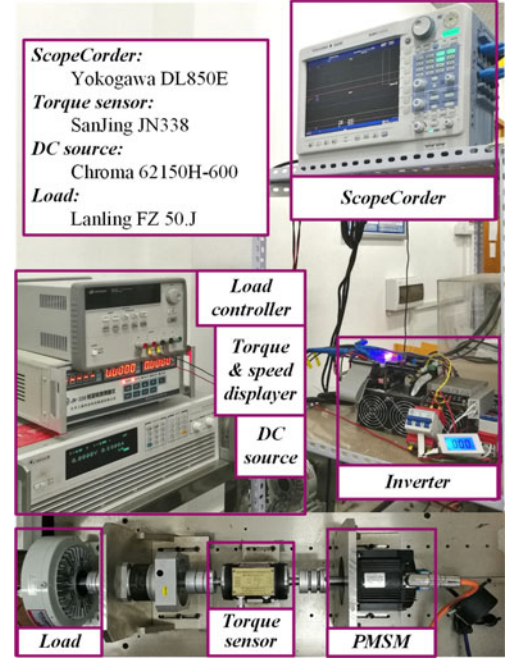 ScopeCorder:
Yokogawa DL850E
Torque sensor:
SanJing JN338
DC source:
Chroma 62150H-600
Load:
Lanling FZ 50.J
ScopeCorder
Load
controller
Torque
& speed
displayer
DC
source
Inverter
Load
Torque
sensor
PMSM